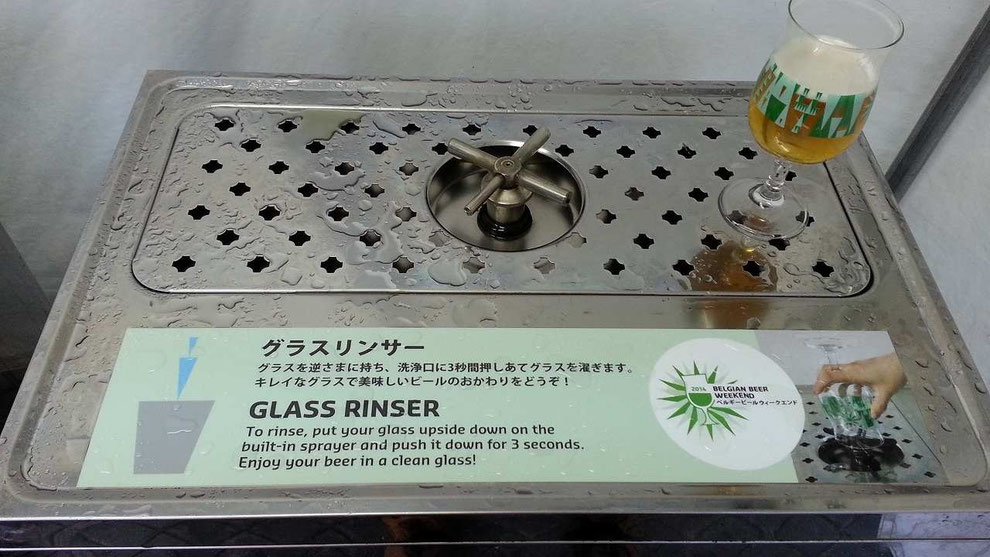 グラスリンサー
グラスを逆さまに持ち、洗浄口に3秒間押しあてグラスを濯ぎます。
キレイなグラスで美味しいビールのおかわりをどうぞ！
GLASS RINSER
To rinse, put your glass upside down on the
built-in sprayer and push it down for 3 seconds.
Enjoy your beer in a clean glass!
2014
BELGIAN BEER
WEEKEND
ベルギービールウィークエンド